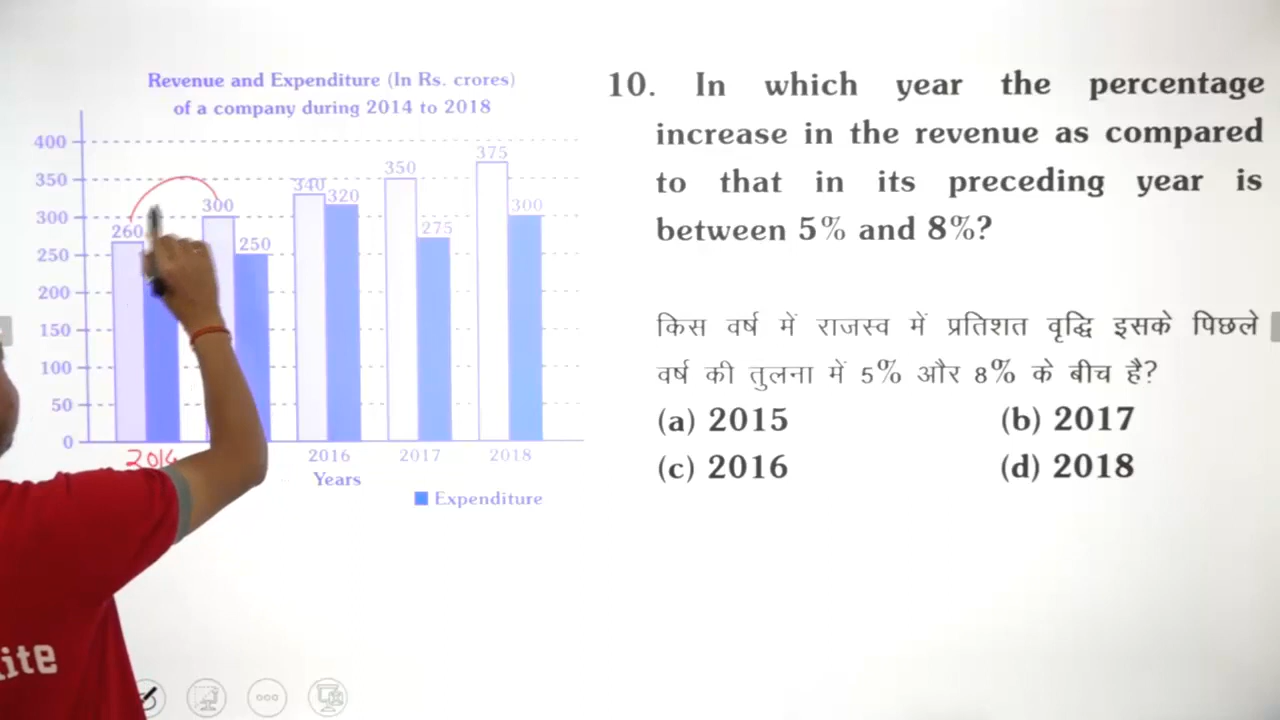 Revenue and Expenditure (In Rs. crores)
of a company during 2014 to 2018
400
350
300
250
200
150
100
50
0
260
300
250
340
320
350
275
375
300
2014
2016
2017
2018
Years
Expenditure
10. In which year the percentage
increase in the revenue as compared
to that in its preceding year is
between 5% and 8%?
किस वर्ष में राजस्व में प्रतिशत वृद्धि इसके पिछले
वर्ष की तुलना में 5% और 8% के बीच है?
(a) 2015
(b) 2017
(c) 2016
(d) 2018